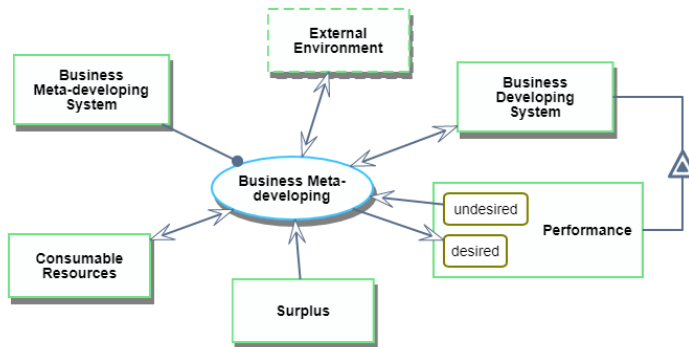 External
Environment
Business
Meta-developing
System
Business
Developing
System
Business Meta-
developing
undesired
Performance
desired
Consumable
Resources
Surplus